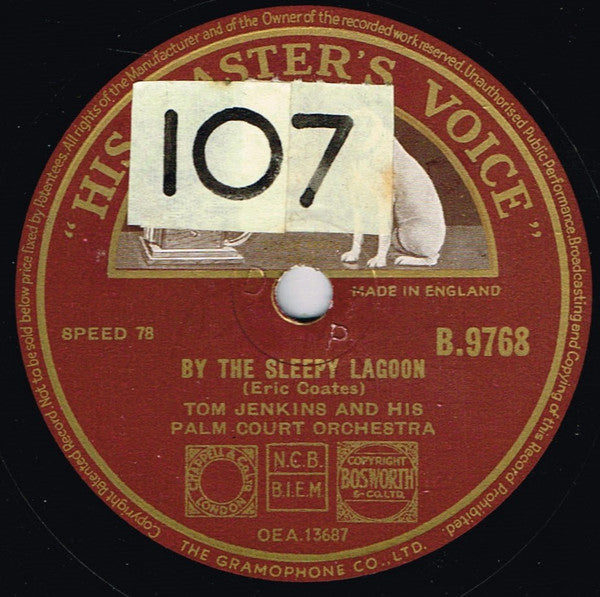 Manufacturer and of the Owner of the recorded work reserved. Unauthorised Public Performance, Broadcasting and Copying of this Record Prohibited.
Copyright Patented Record Not to be sold below price fixed by Patentees. All rights of the
"HIS MASTER'S VOICE"
107
MADE IN ENGLAND
SPEED 78
B.9768
p
BY THE SLEEPY LAGOON
(Eric Coates)
TOM JENKINS AND HIS
PALM COURT ORCHESTRA
CHAPPELL & CO LTD
LONDON
N.C.B.
B.I.E.M
COPYRIGHT
BOSWORTH
& CO. LTD.
OEA.13687
THE GRAMOPHONE CO., LTD.